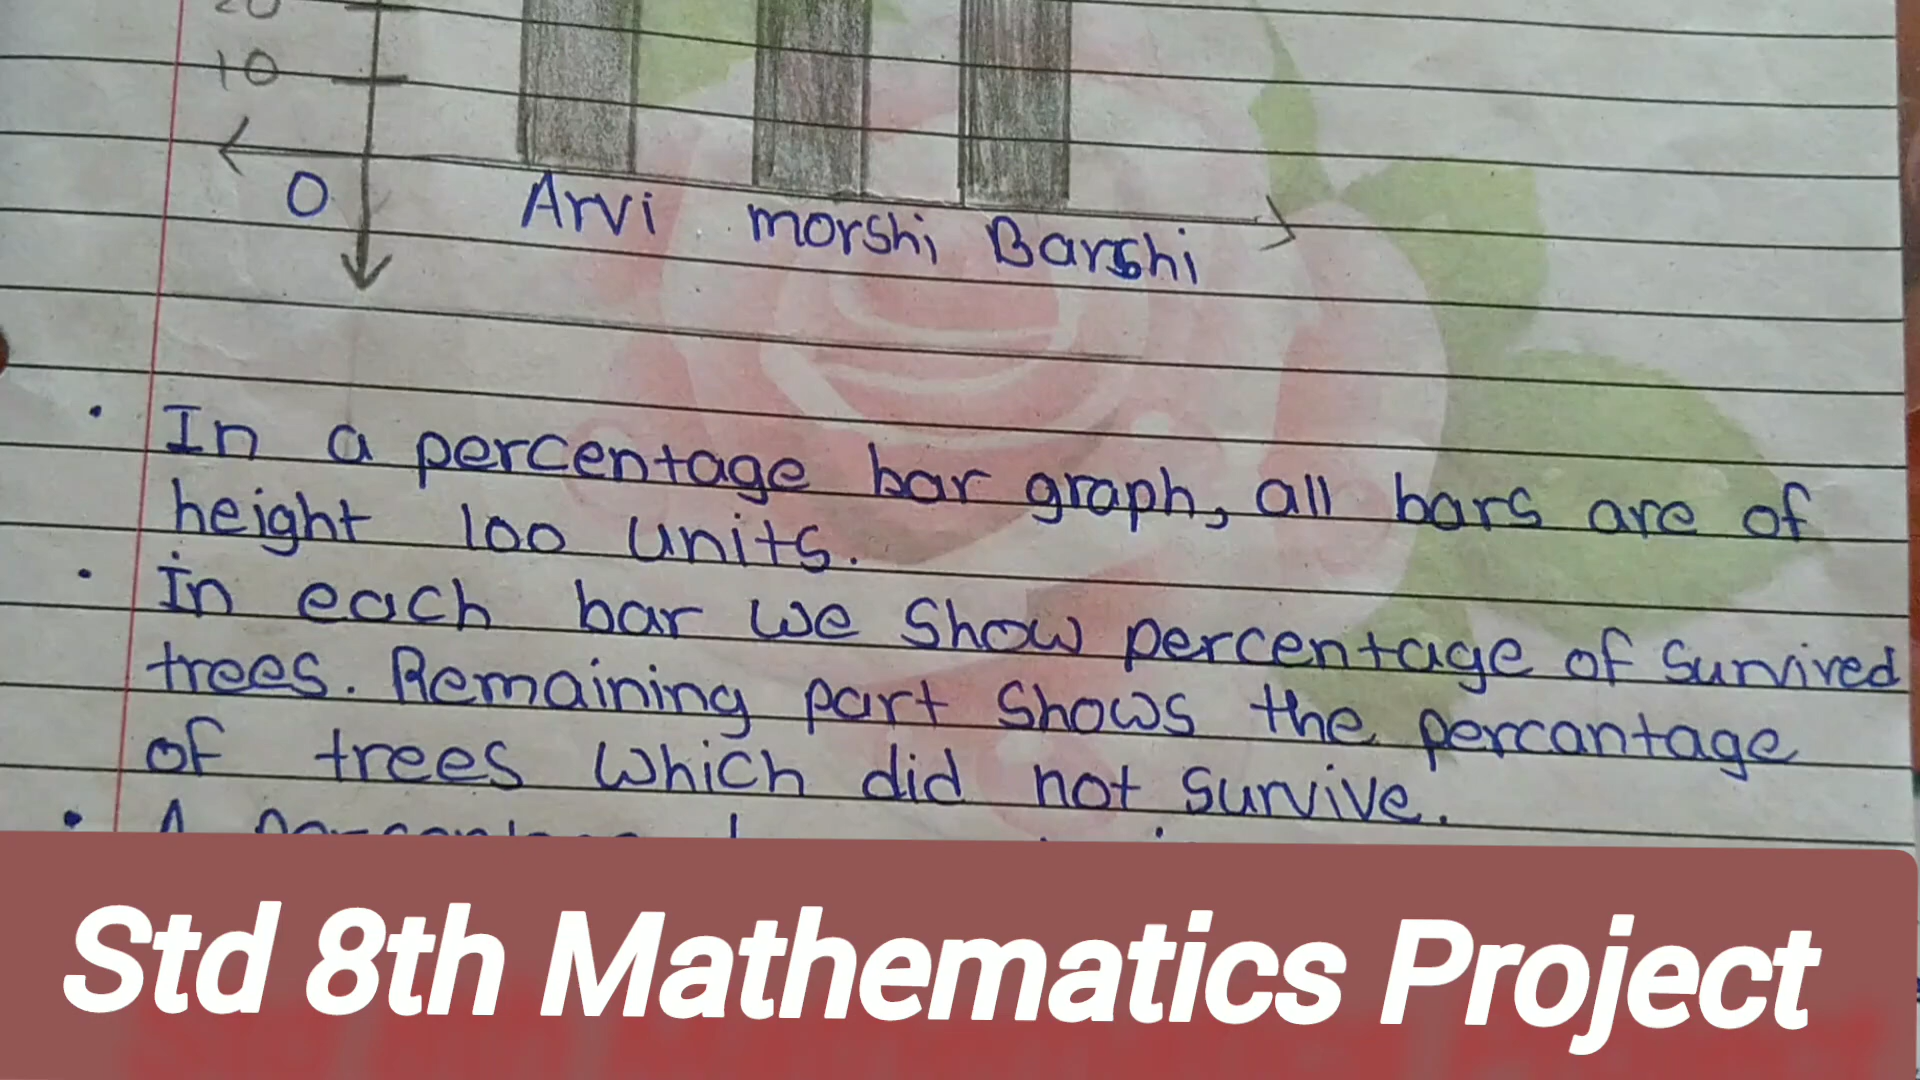 20
10
0
Arvi morshi Barshi
• In a percentage bar graph, all bars are of
height 100 units.
• In each bar we show percentage of survived
trees. Remaining part shows the percantage
of trees which did not survive.
• A
Std 8th Mathematics Project